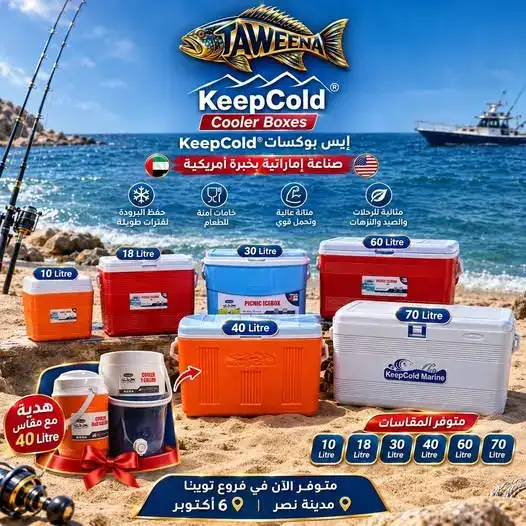 TAWEENA
KeepCold®
Cooler Boxes
إيس بوكسات KeepCold®
صناعة إماراتية بخبرة أمريكية
حفظ البرودة
لفترات طويلة
خامات آمنة
للطعام
متانة عالية
وتحمل قوي
مثالية للرحلات
والصيد والنزهات
10 Litre
18 Litre
30 Litre
60 Litre
PICNIC ICEBOX
40 Litre
70 Litre
KeepCold Marine
هدية
مع مقاس
40 Litre
COOLER
1 GALLON
متوفر المقاسات
10 Litre
18 Litre
30 Litre
40 Litre
60 Litre
70 Litre
متوفر الآن في فروع توينا
مدينة نصر
6 أكتوبر